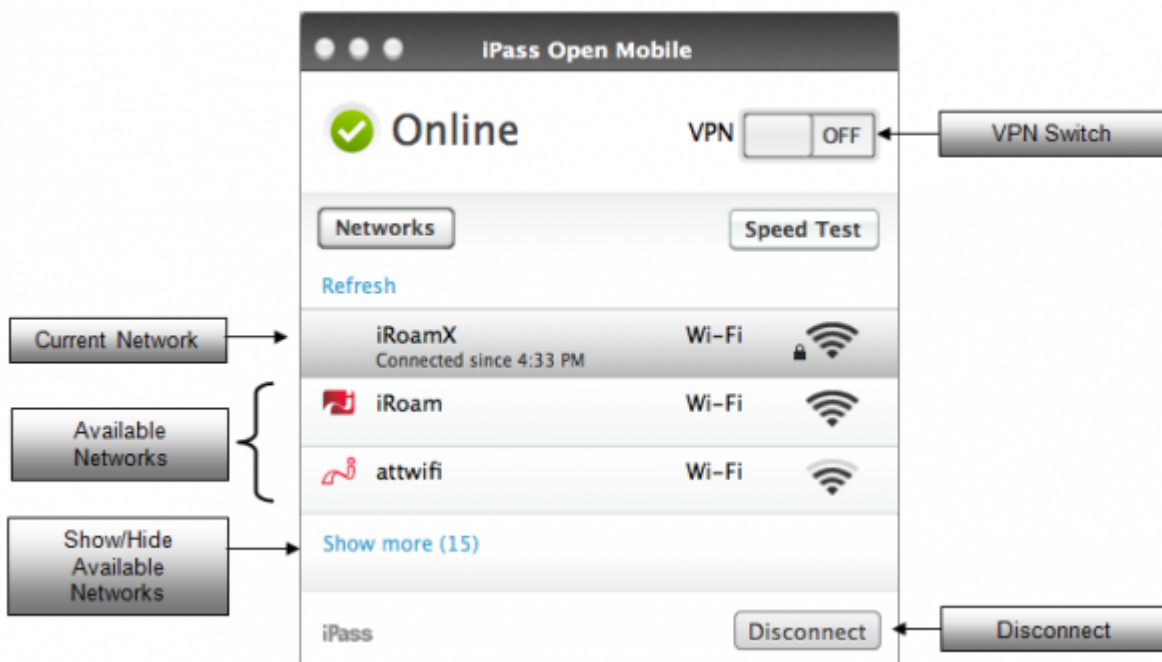 iPass Open Mobile
Online
VPN
OFF
VPN Switch
Networks
Speed Test
Refresh
Current Network
iRoamX
Wi-Fi
Connected since 4:33 PM
Available
Networks
iRoam
Wi-Fi
attwifi
Wi-Fi
Show/Hide
Available
Networks
Show more (15)
iPass
Disconnect
Disconnect